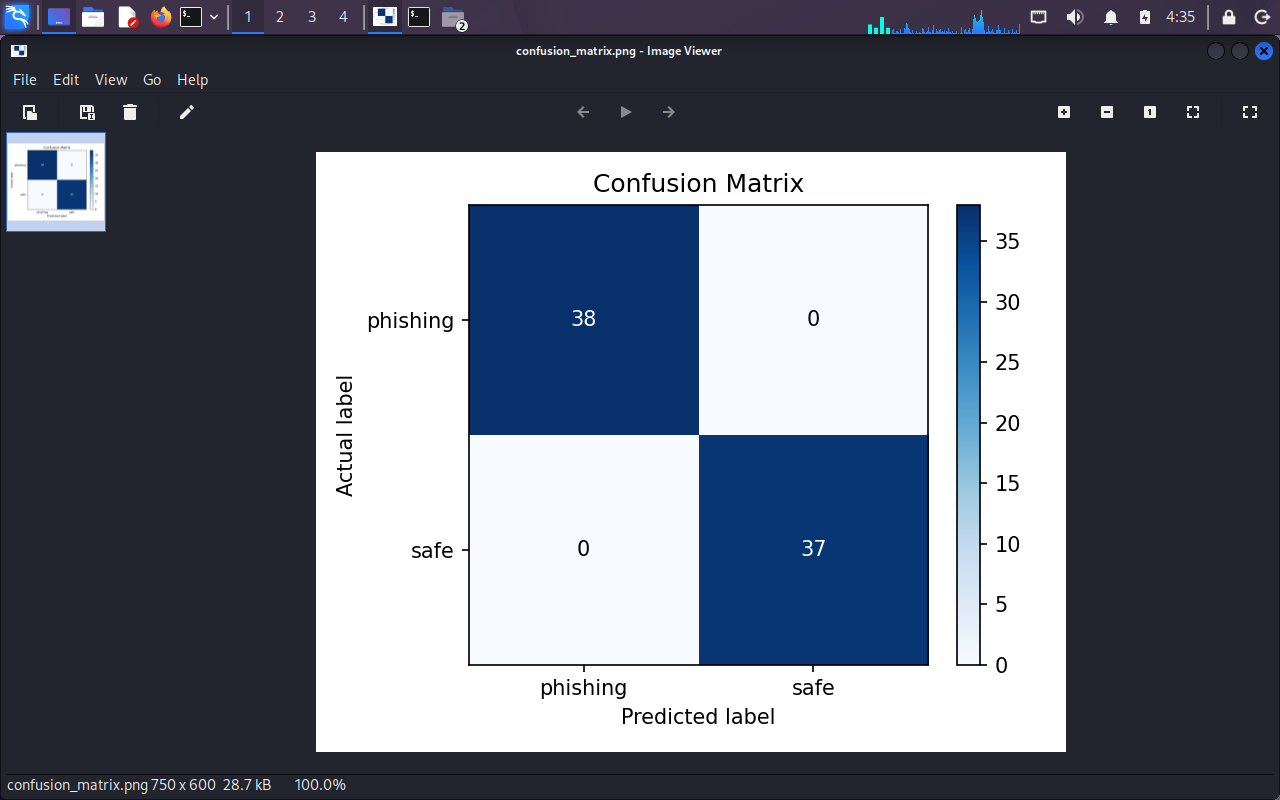 1 2 3 4 2 4:35
confusion_matrix.png - Image Viewer
File Edit View Go Help
1
Confusion Matrix
phishing
safe
Actual label
38 0
0 37
phishing safe
Predicted label
35
30
25
20
15
10
5
0
confusion_matrix.png 750 x 600 28.7 kB 100.0%